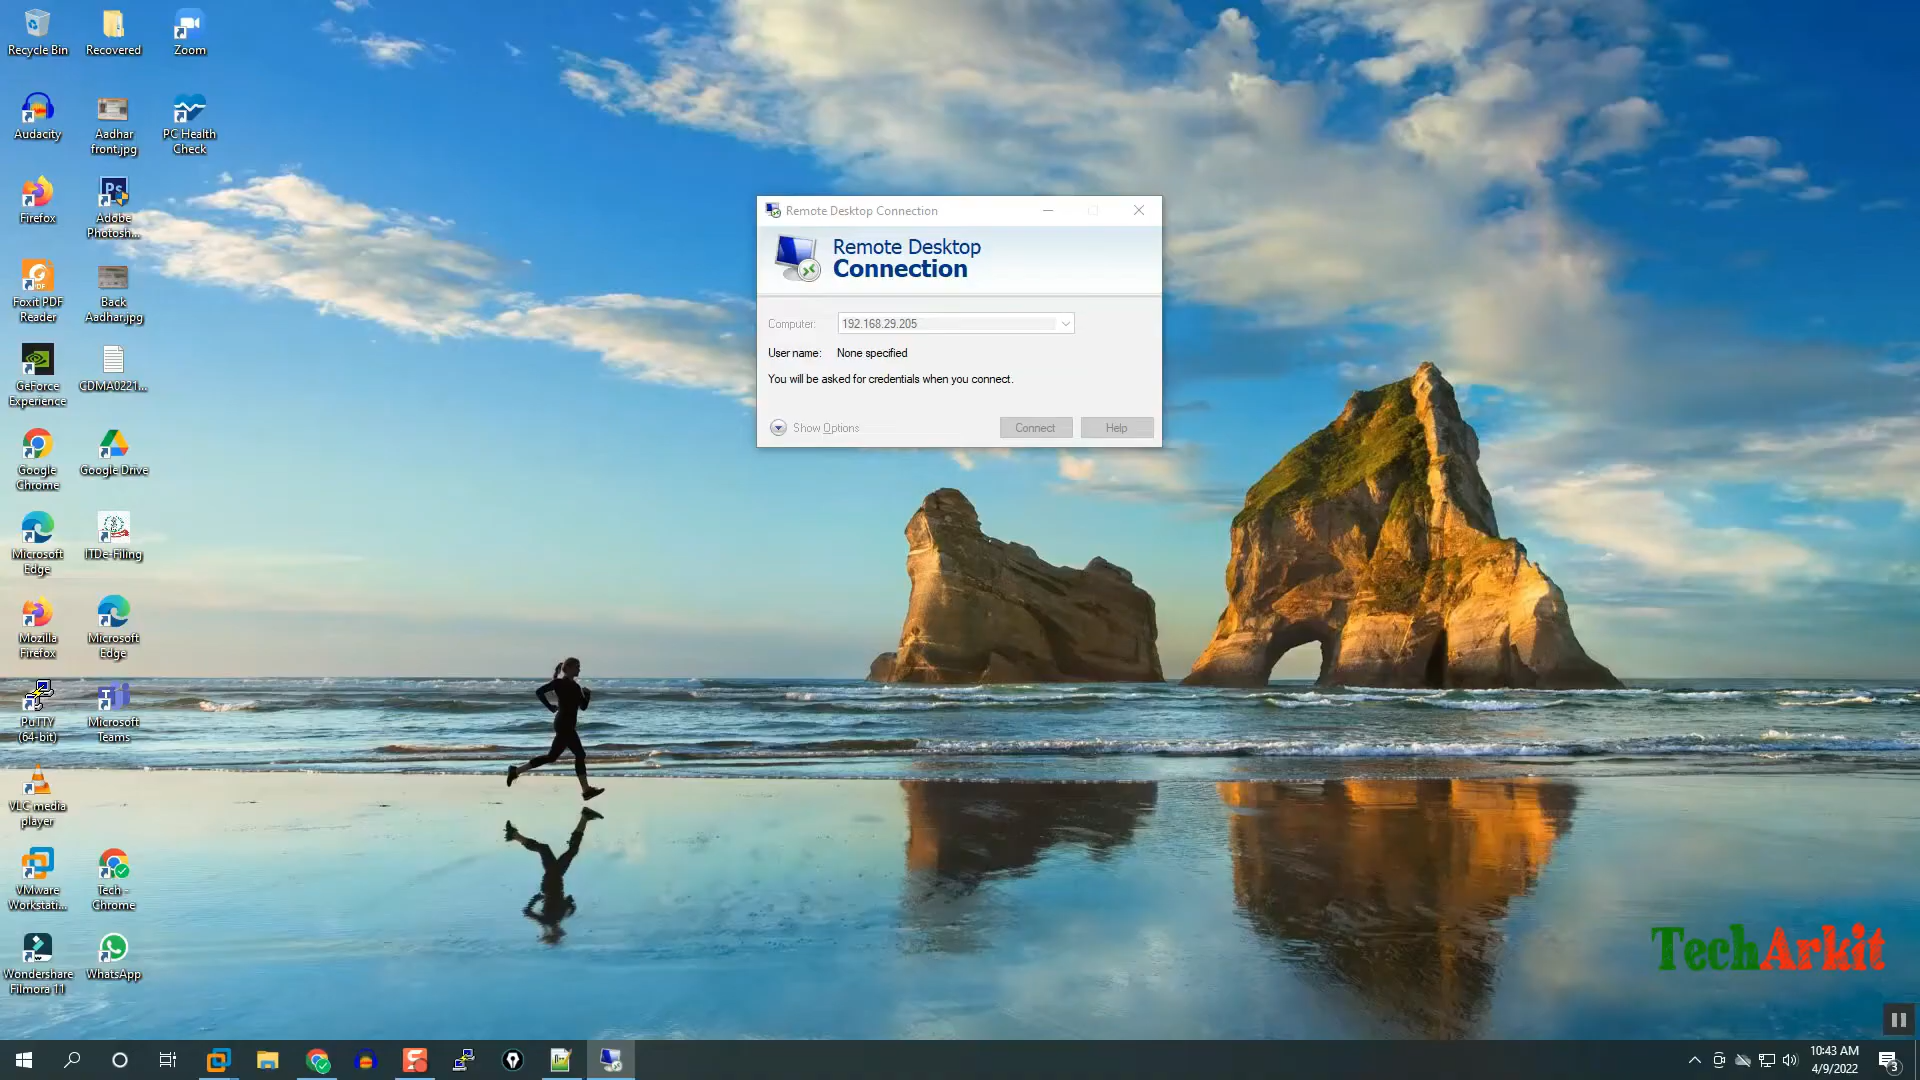 Recycle Bin
Recovered
Zoom
Audacity
Aadhar
front.jpg
PC Health
Check
Firefox
Adobe
Photosh...
Foxit PDF
Reader
Back
Aadhar.jpg
GeForce
Experience
CDMA0221...
Google
Chrome
Google Drive
Microsoft
Edge
ITDe-Filing
Mozilla
Firefox
Microsoft
Edge
PuTTY
(64-bit)
Microsoft
Teams
VLC media
player
VMware
Workstati...
Tech -
Chrome
Wondershare
Filmora 11
WhatsApp
Remote Desktop Connection
Remote Desktop
Connection
Computer:
192.168.29.205
User name:
None specified
You will be asked for credentials when you connect.
Show Options
Connect
Help
TechArkit
10:43 AM
4/9/2022
3